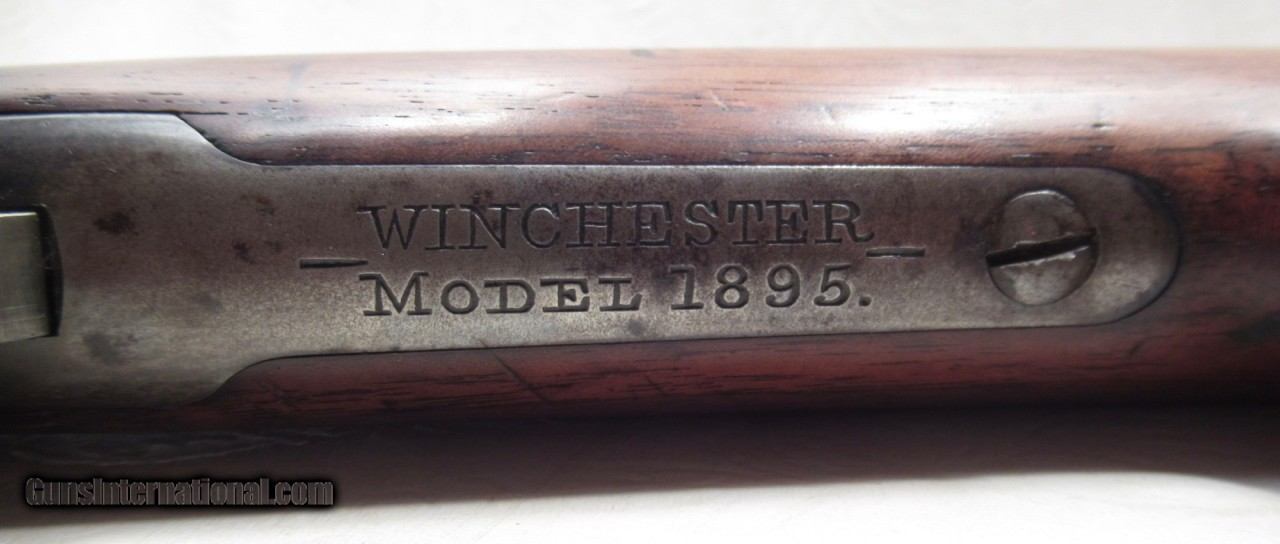 WINCHESTER
MODEL 1895.
GunsInternational.com